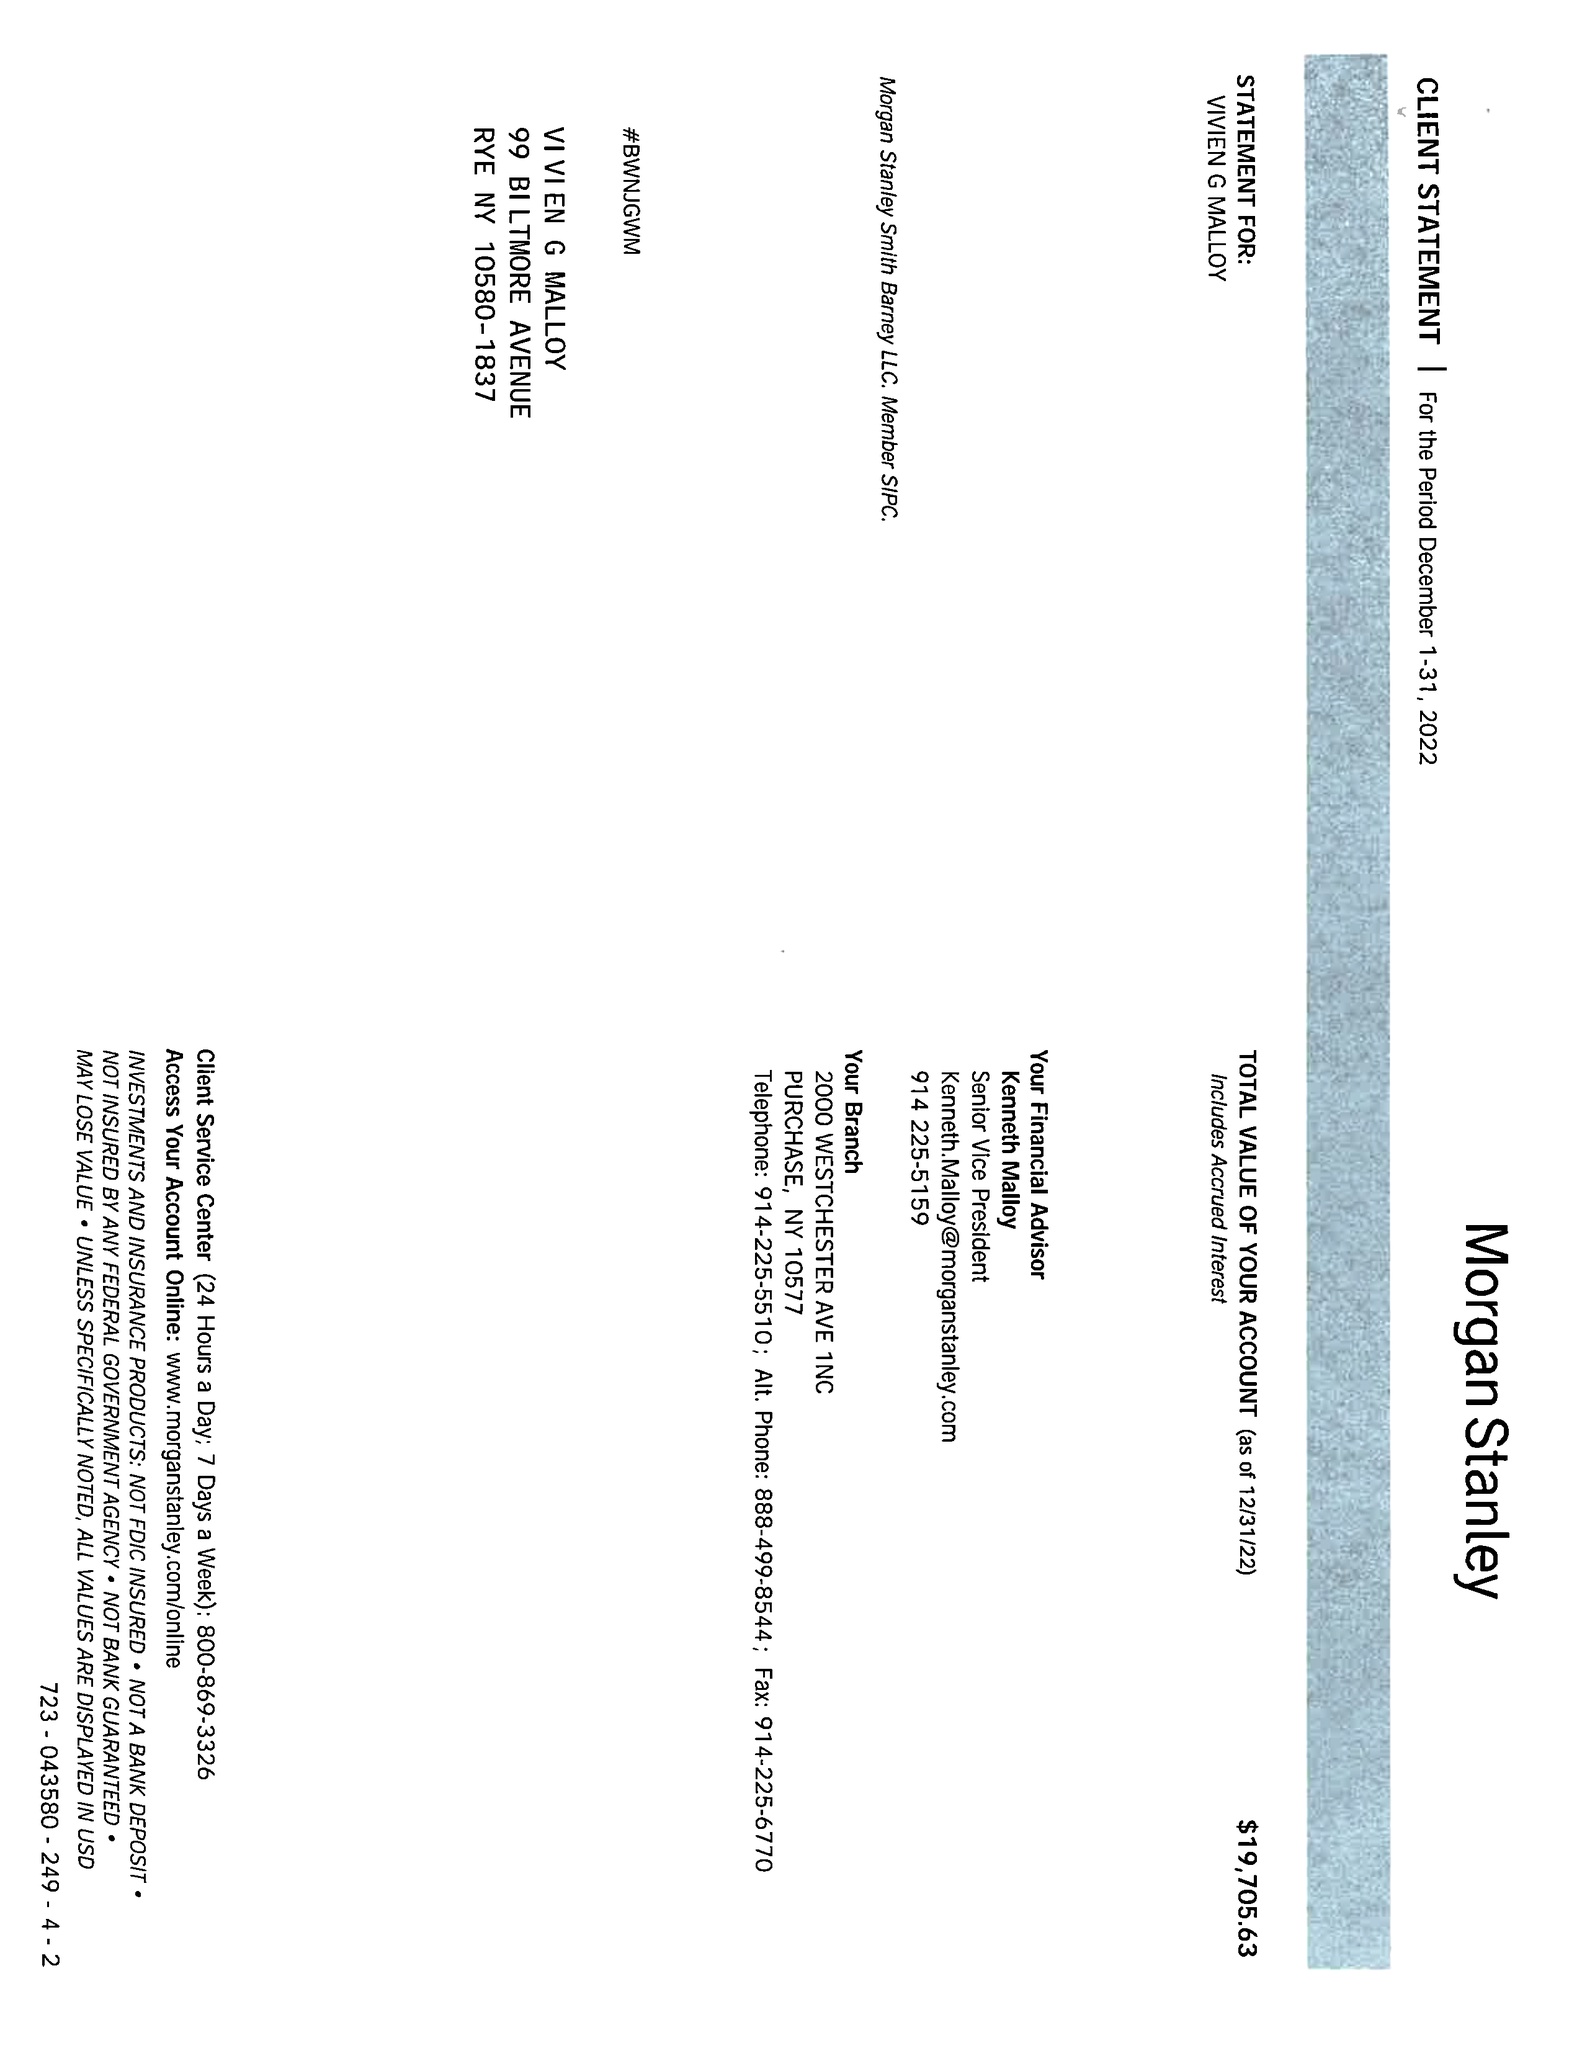 CLIENT STATEMENT | For the Period December 1-31, 2022
Morgan Stanley
STATEMENT FOR:
VIVIEN G MALLOY
TOTAL VALUE OF YOUR ACCOUNT (as of 12/31/22)
$19,705.63
Includes Accrued Interest
Your Financial Advisor
Kenneth Malloy
Senior Vice President
Kenneth.Malloy@morganstanley.com
914 225-5159
Morgan Stanley Smith Barney LLC. Member SIPC.
Your Branch
2000 WESTCHESTER AVE 1NC
PURCHASE, NY 10577
Telephone: 914-225-5510; Alt. Phone: 888-499-8544; Fax: 914-225-6770
#BWNJGWM
VIVIEN G MALLOY
99 BILTMORE AVENUE
RYE NY 10580-1837
Client Service Center (24 Hours a Day; 7 Days a Week): 800-869-3326
Access Your Account Online: www.morganstanley.com/online
INVESTMENTS AND INSURANCE PRODUCTS: NOT FDIC INSURED • NOT A BANK DEPOSIT •
NOT INSURED BY ANY FEDERAL GOVERNMENT AGENCY • NOT BANK GUARANTEED •
MAY LOSE VALUE • UNLESS SPECIFICALLY NOTED, ALL VALUES ARE DISPLAYED IN USD
723 - 043580 - 249 - 4 - 2